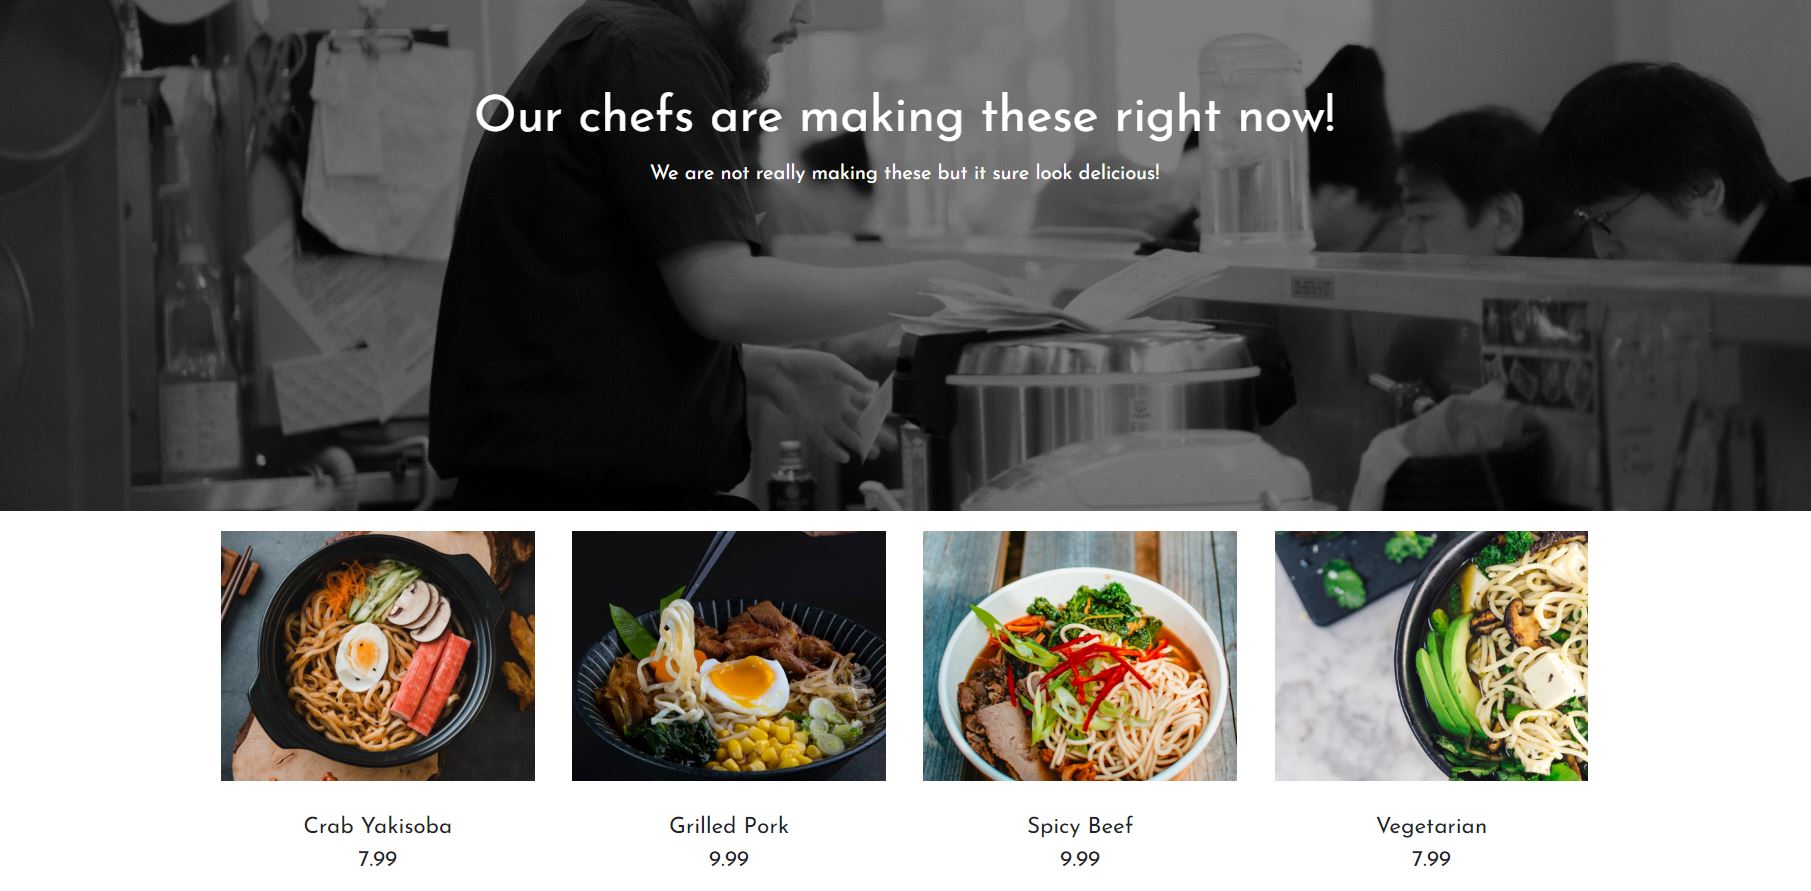 Our chefs are making these right now!
We are not really making these but it sure look delicious!
Crab Yakisoba
Grilled Pork
Spicy Beef
Vegetarian
7.99
9.99
9.99
7.99